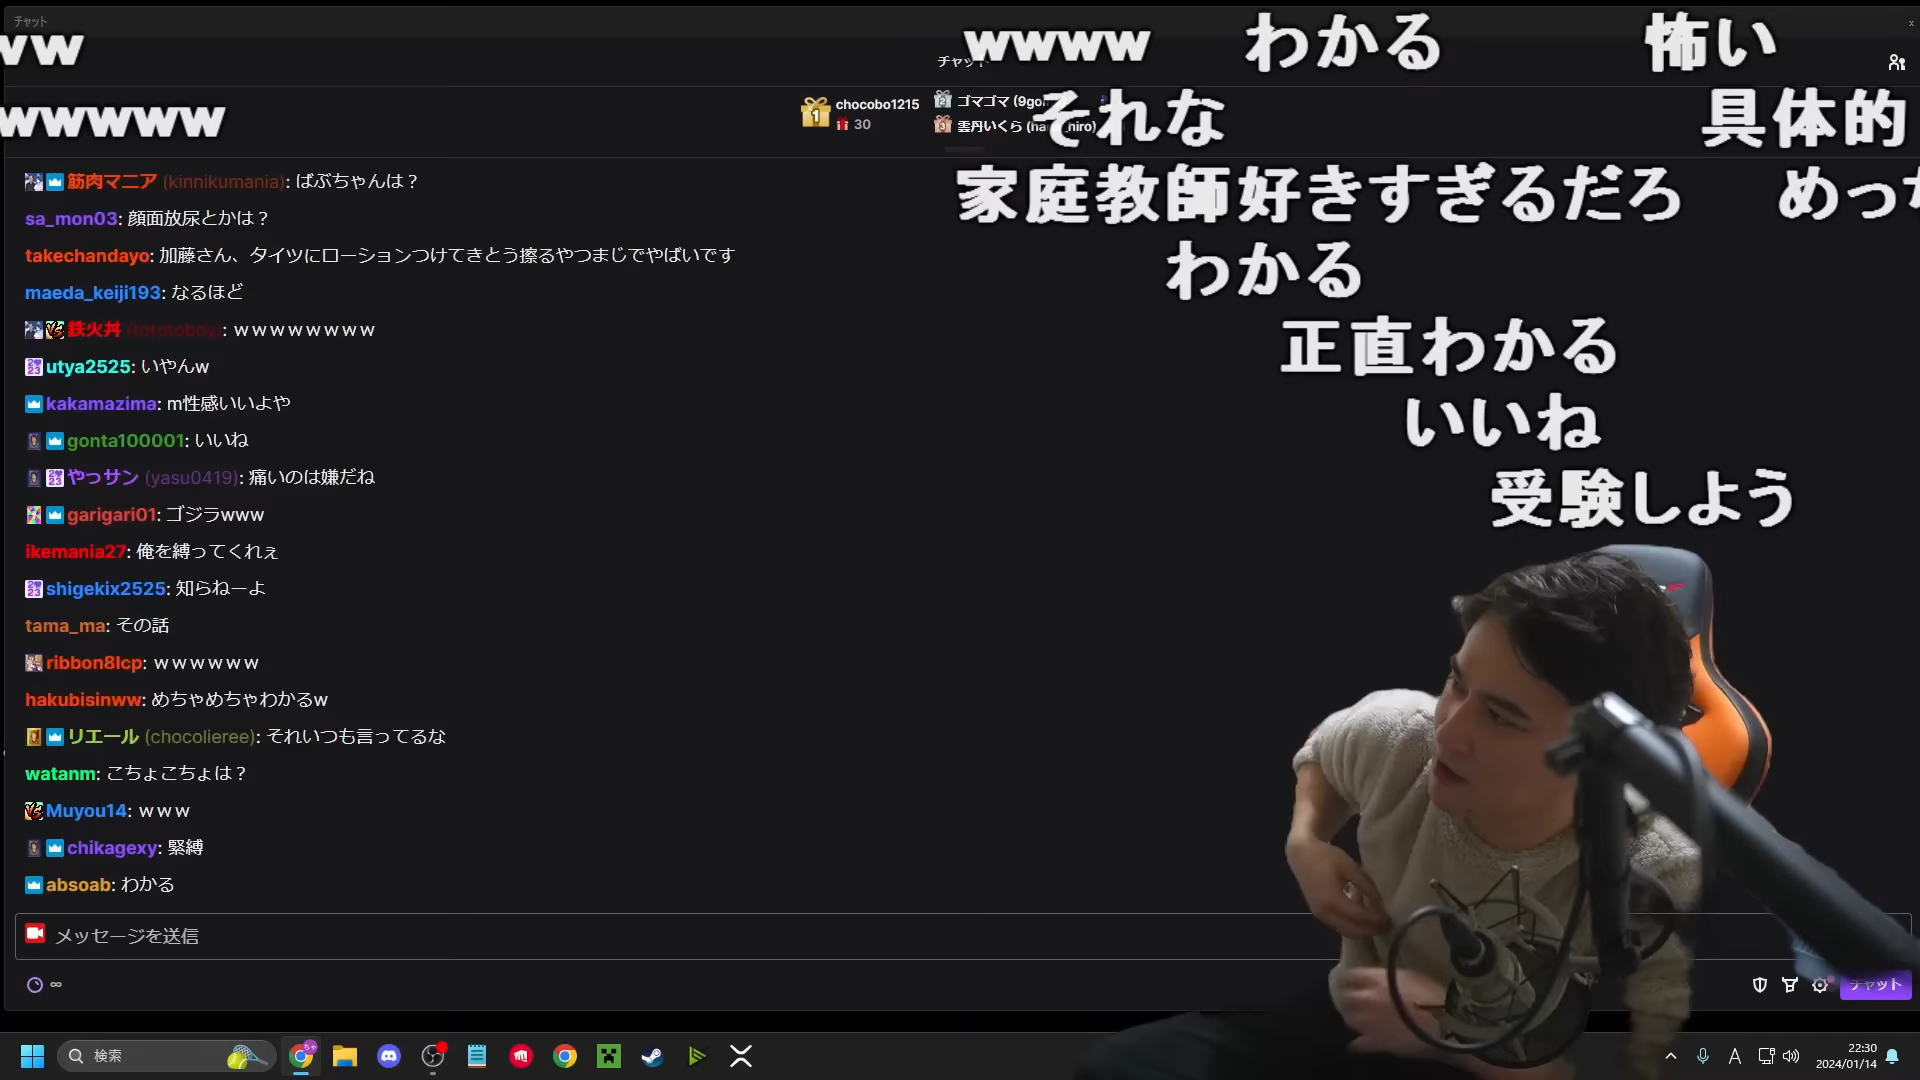 チャット
vw
wwww わかる 怖い
チャット
chocobo1215
30
ゴマゴマ (9go
雲丹いくら
wwwww
それな
具体的
家庭教師好きすぎるだろ
めっ
わかる
正直わかる
いいね
受験しよう
筋肉マニア (kinnikumania): ばぶちゃんは？
sa_mon03: 顔面放尿とかは？
takechandayo: 加藤さん、タイツにローションつけてきとう擦るやつまじでやばいです
maeda_keiji193: なるほど
鉄火丼: ｗｗｗｗｗｗｗｗ
utya2525: いやんw
kakamazima: m性感いいよや
gonta100001: いいね
やっサン (yasu0419): 痛いのは嫌だね
garigari01: ゴジラwww
ikemania27: 俺を縛ってくれぇ
shigekix2525: 知らねーよ
tama_ma: その話
ribbon8lcp: ｗｗｗｗｗｗ
hakubisinww: めちゃめちゃわかるw
リエール (chocolieree): それいつも言ってるな
watanm: こちょこちょは？
Muyou14: ｗｗｗ
chikagexy: 緊縛
absoab: わかる
メッセージを送信
∞
チャット
検索
A
22:30
2024/01/14